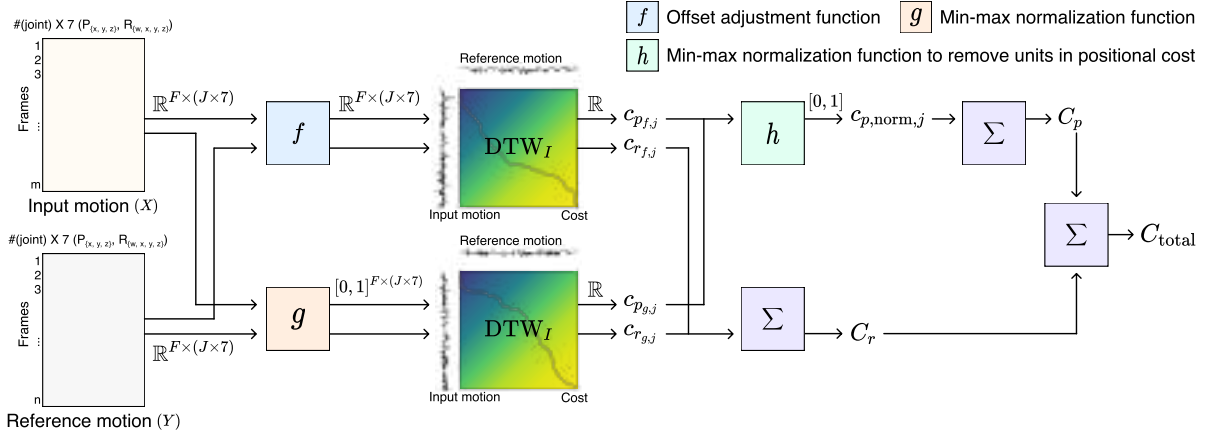 f Offset adjustment function g Min-max normalization function
h Min-max normalization function to remove units in positional cost
#(joint) X 7 (P{x, y, z}, R{w, x, y, z})
1
2
3
Frames
...
m
Input motion (X)
ℝ^{F×(J×7)}
f
ℝ^{F×(J×7)}
Reference motion
DTW_I
Input motion Cost
ℝ
c_{p_{f,j}}
c_{r_{f,j}}
h
[0,1]
c_{p,norm,j}
Σ
C_p
Σ
C_total
#(joint) X 7 (P{x, y, z}, R{w, x, y, z})
1
2
3
Frames
...
n
Reference motion (Y)
ℝ^{F×(J×7)}
g
[0,1]^{F×(J×7)}
Reference motion
DTW_I
Input motion Cost
ℝ
c_{p_{g,j}}
c_{r_{g,j}}
Σ
C_r